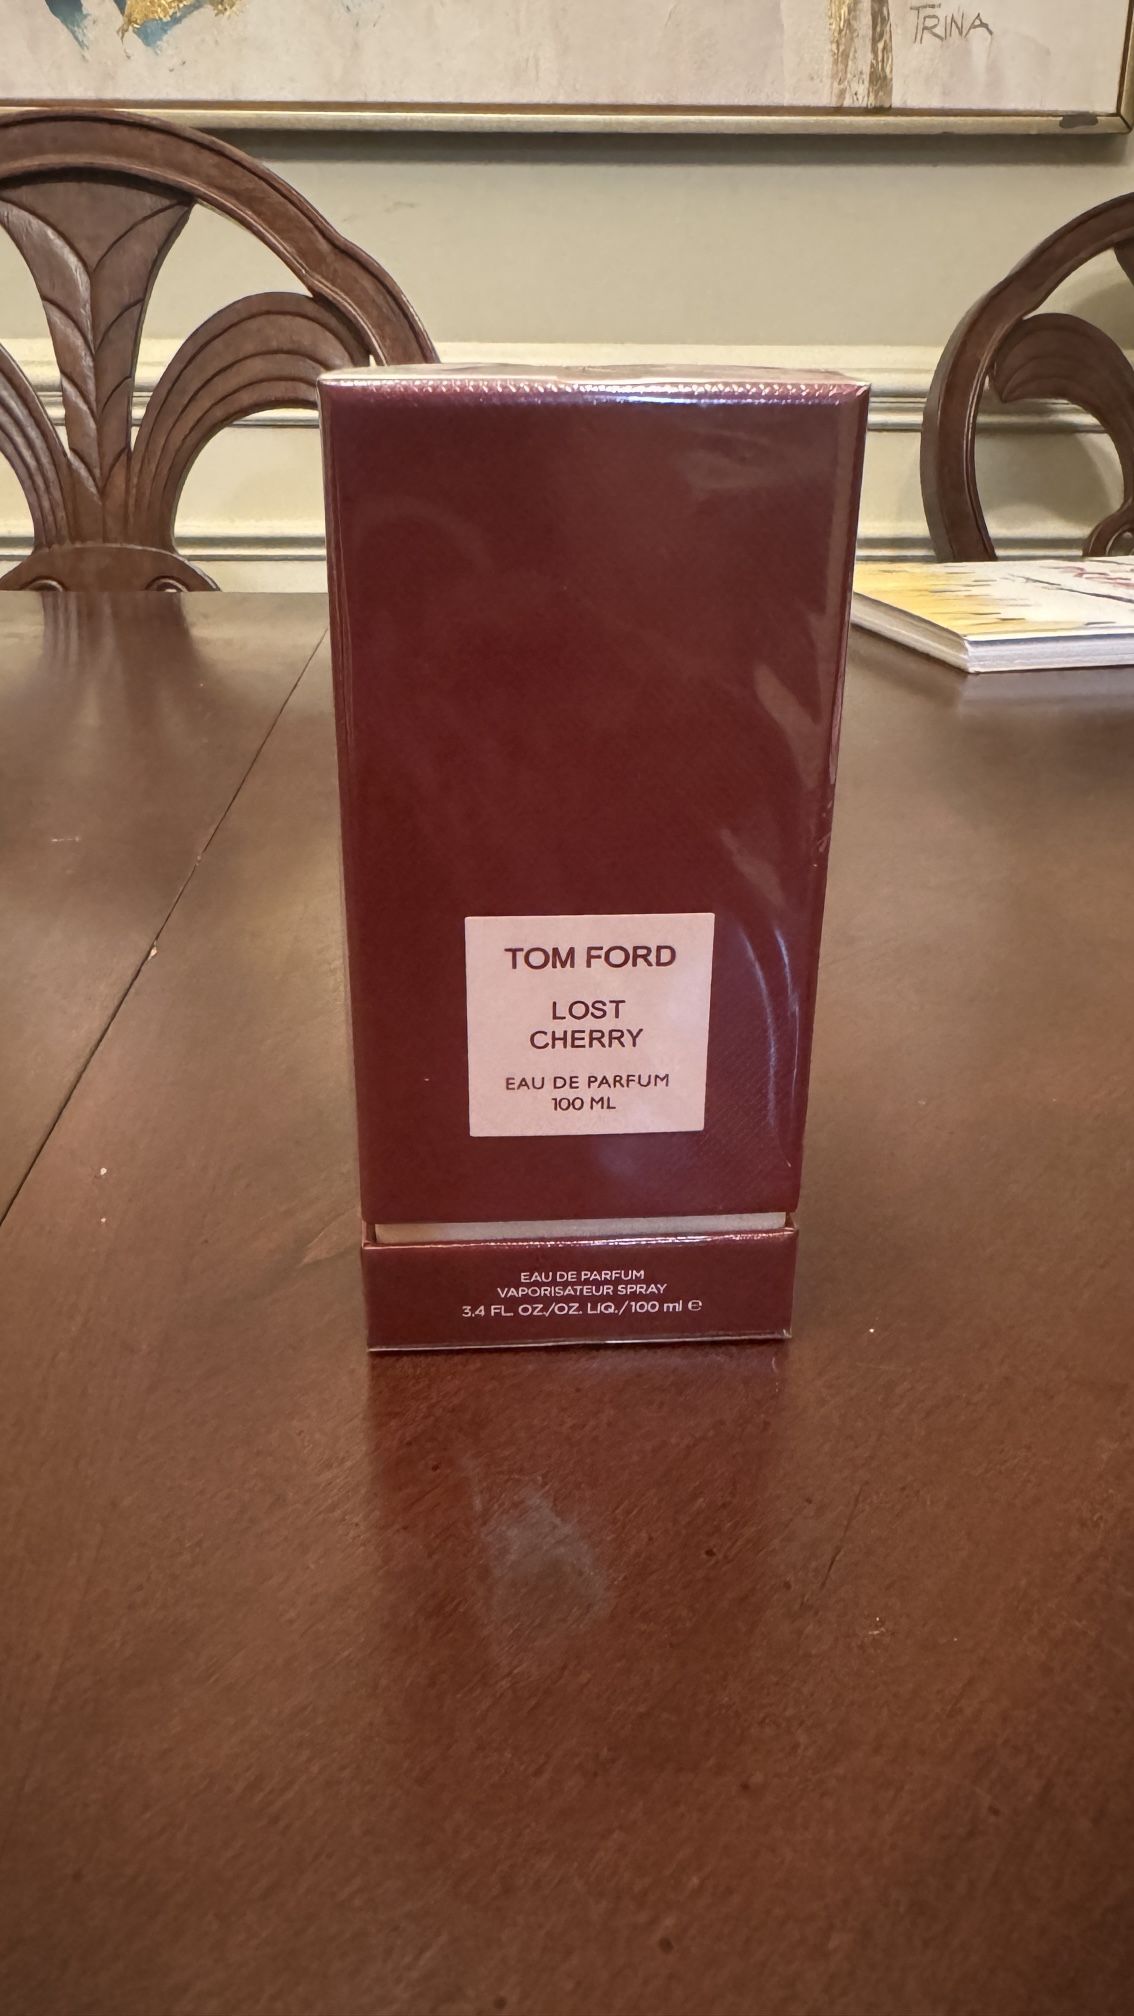 TRINA
TOM FORD
LOST
CHERRY
EAU DE PARFUM
100 ML
EAU DE PARFUM
VAPORISATEUR SPRAY
3.4 FL. OZ./OZ. LIQ./100 ml ℮